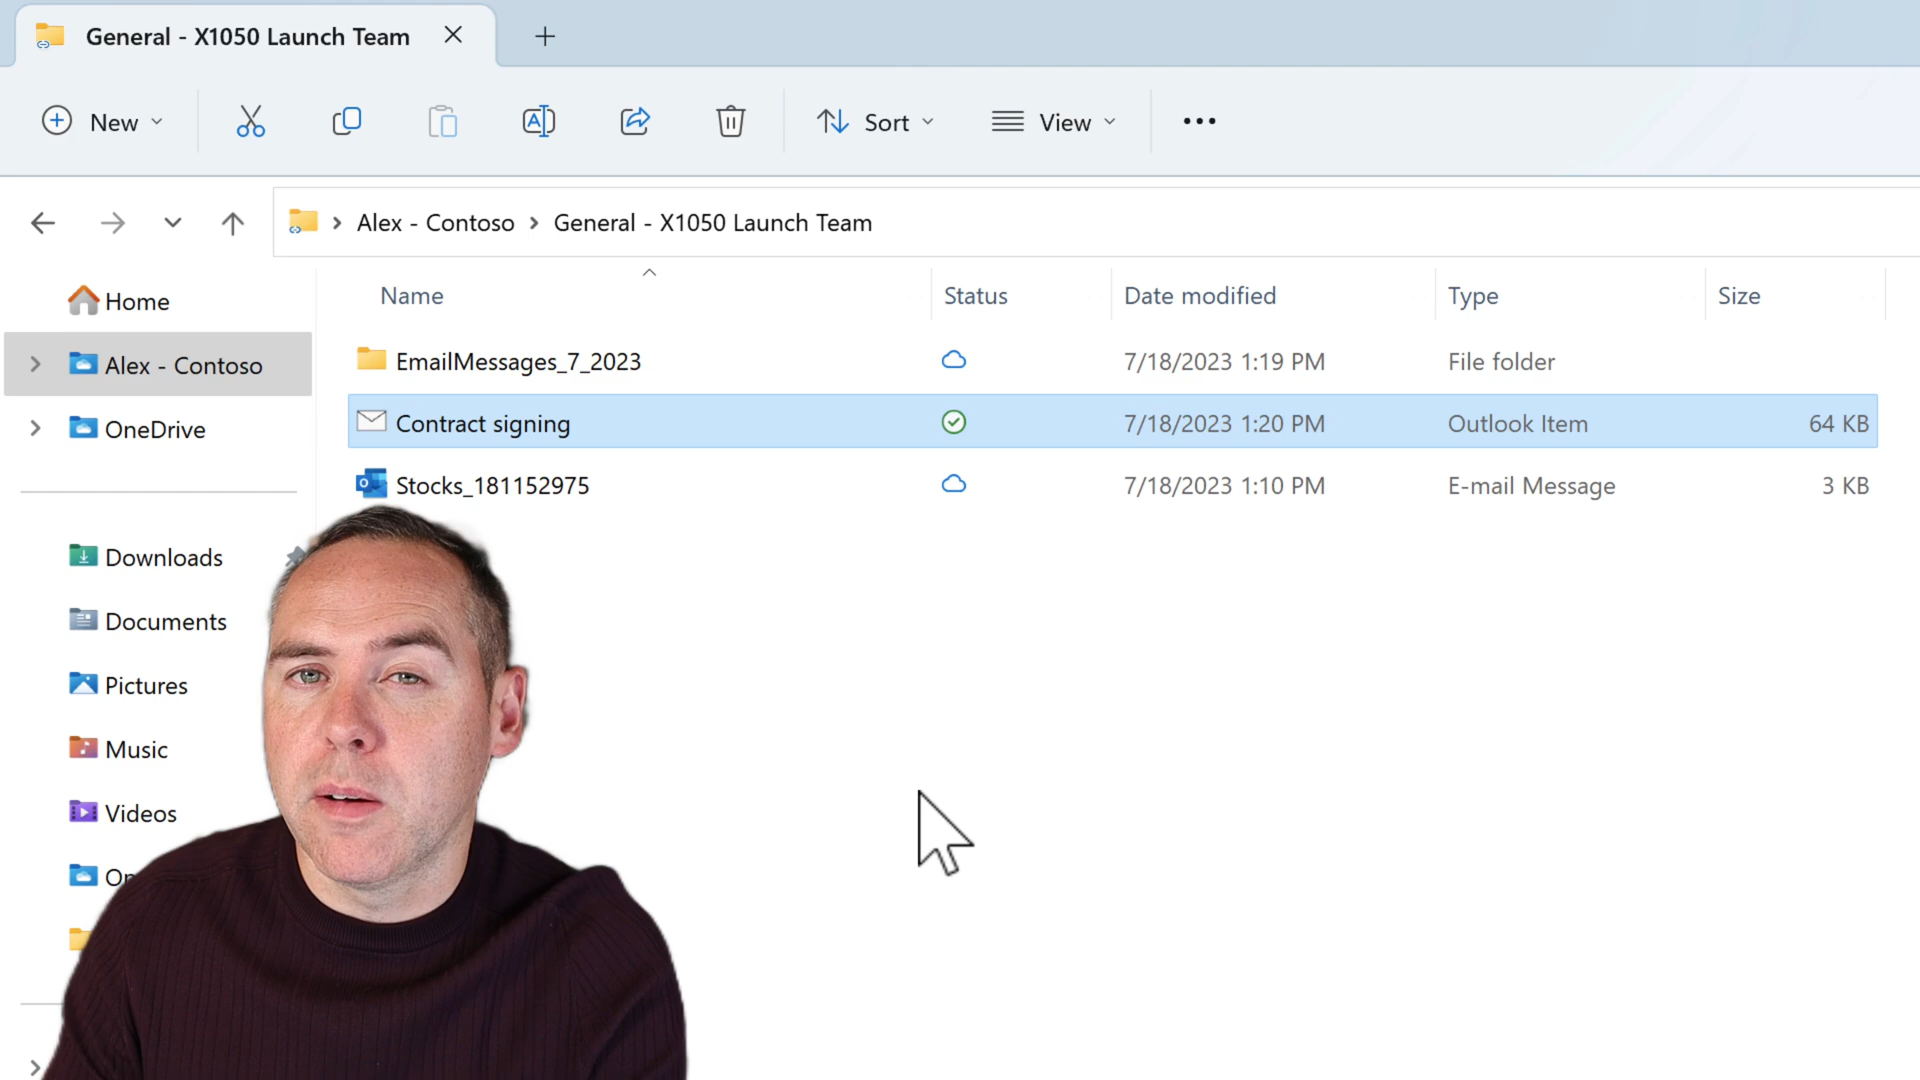 General - X1050 Launch Team
New
Sort
View
Alex - Contoso > General - X1050 Launch Team
Name
Status
Date modified
Type
Size
Home
Alex - Contoso
OneDrive
Downloads
Documents
Pictures
Music
Videos
EmailMessages_7_2023 7/18/2023 1:19 PM File folder
Contract signing 7/18/2023 1:20 PM Outlook Item 64 KB
Stocks_181152975 7/18/2023 1:10 PM E-mail Message 3 KB